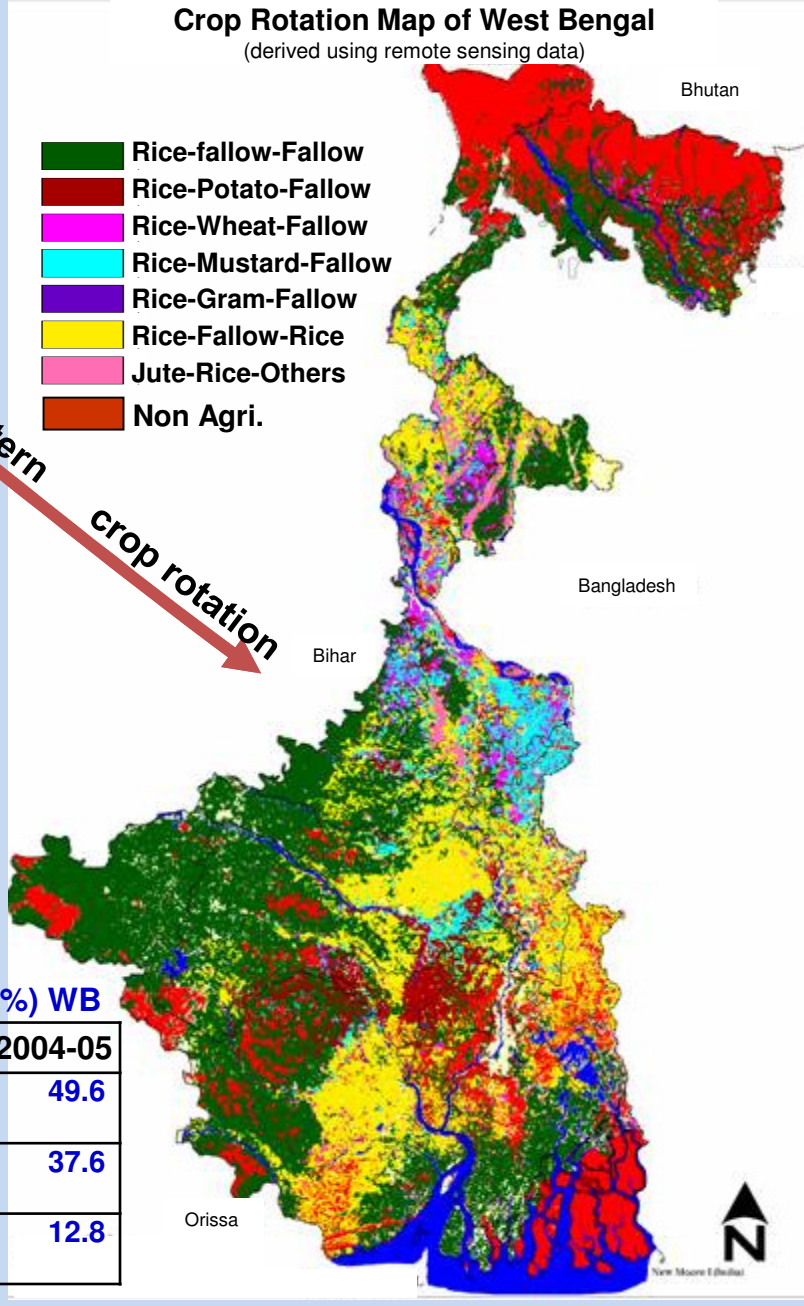 Crop Rotation Map of West Bengal
(derived using remote sensing data)
Bhutan
Rice-fallow-Fallow
Rice-Potato-Fallow
Rice-Wheat-Fallow
Rice-Mustard-Fallow
Rice-Gram-Fallow
Rice-Fallow-Rice
Jute-Rice-Others
Non Agri.
tern
crop rotation
Bangladesh
Bihar
%) WB
2004-05
49.6
37.6
12.8
Orissa
N